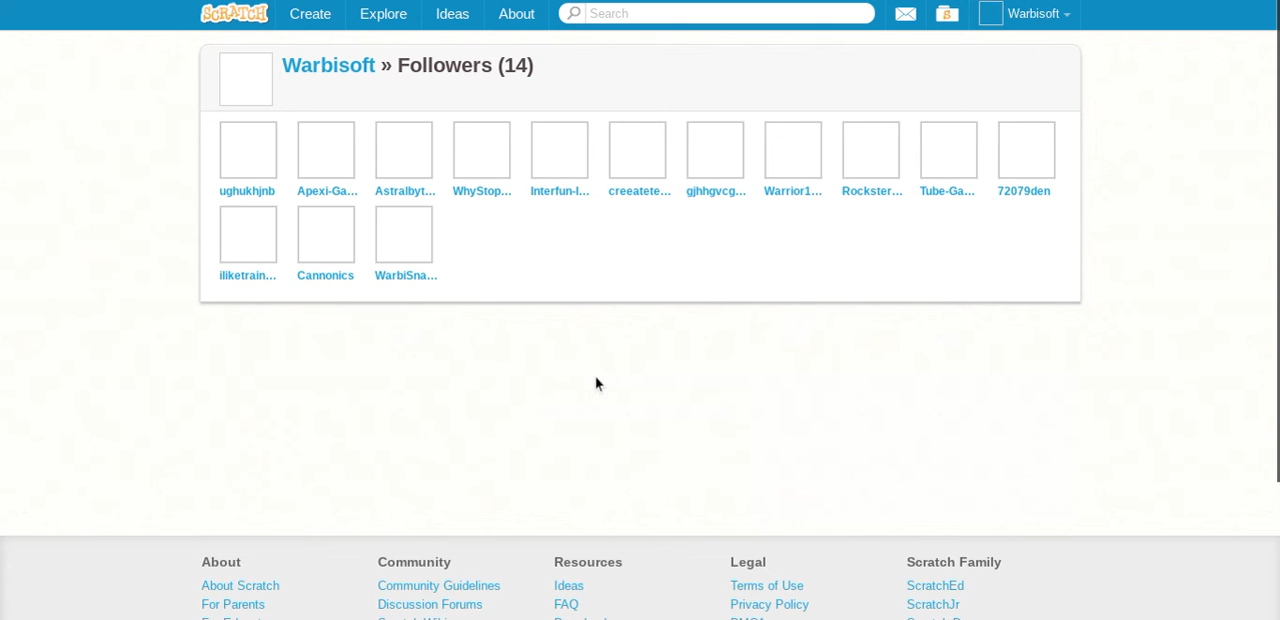 SCRATCH Create Explore Ideas About Search Warbisoft
Warbisoft » Followers (14)
ughukhjnb Apexi-Ga... Astralbyt... WhyStop... Interfun-I... creeatete... gjhhgvcg... Warrior1... Rockster... Tube-Ga... 72079den
iliketrain... Cannonics WarbiSna...
About Community Resources Legal Scratch Family
About Scratch Community Guidelines Ideas Terms of Use ScratchEd
For Parents Discussion Forums FAQ Privacy Policy ScratchJr